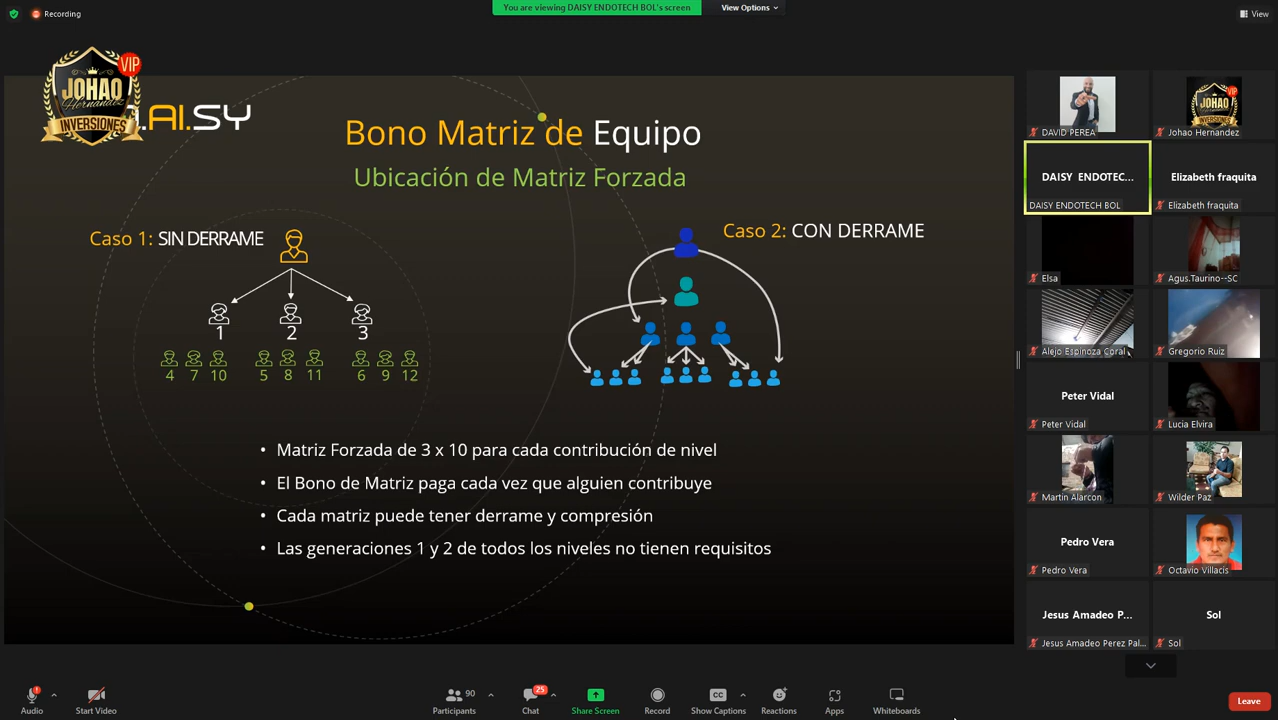 Recording
You are viewing DAISY ENDOTECH BOL's screen
View Options
View
VIP
JOHAO
Hernández
INVERSIONES
.AI.SY
Bono Matriz de Equipo
Ubicación de Matriz Forzada
Caso 1: SIN DERRAME
1 2 3
4 7 10 5 8 11 6 9 12
Caso 2: CON DERRAME
• Matriz Forzada de 3 x 10 para cada contribución de nivel
• El Bono de Matriz paga cada vez que alguien contribuye
• Cada matriz puede tener derrame y compresión
• Las generaciones 1 y 2 de todos los niveles no tienen requisitos
DAVID PEREA
JOHAO
VIP
INVERSIONES
Johao Hernández
DAISY ENDOTEC...
DAISY ENDOTECH BOL
Elizabeth fraquita
Elizabeth fraquita
Elsa
Agus.Taurino--SC
Alejo Espinoza Coral
Gregorio Ruiz
Peter Vidal
Peter Vidal
Lucia Elvira
Martin Alarcon
Wilder Paz
Pedro Vera
Pedro Vera
Octavio Villacis
Jesus Amadeo P...
Jesus Amadeo Perez Pal...
Sol
Sol
Audio
Start Video
90
Participants
25
Chat
Share Screen
Record
CC
Show Captions
Reactions
Apps
Whiteboards
Leave